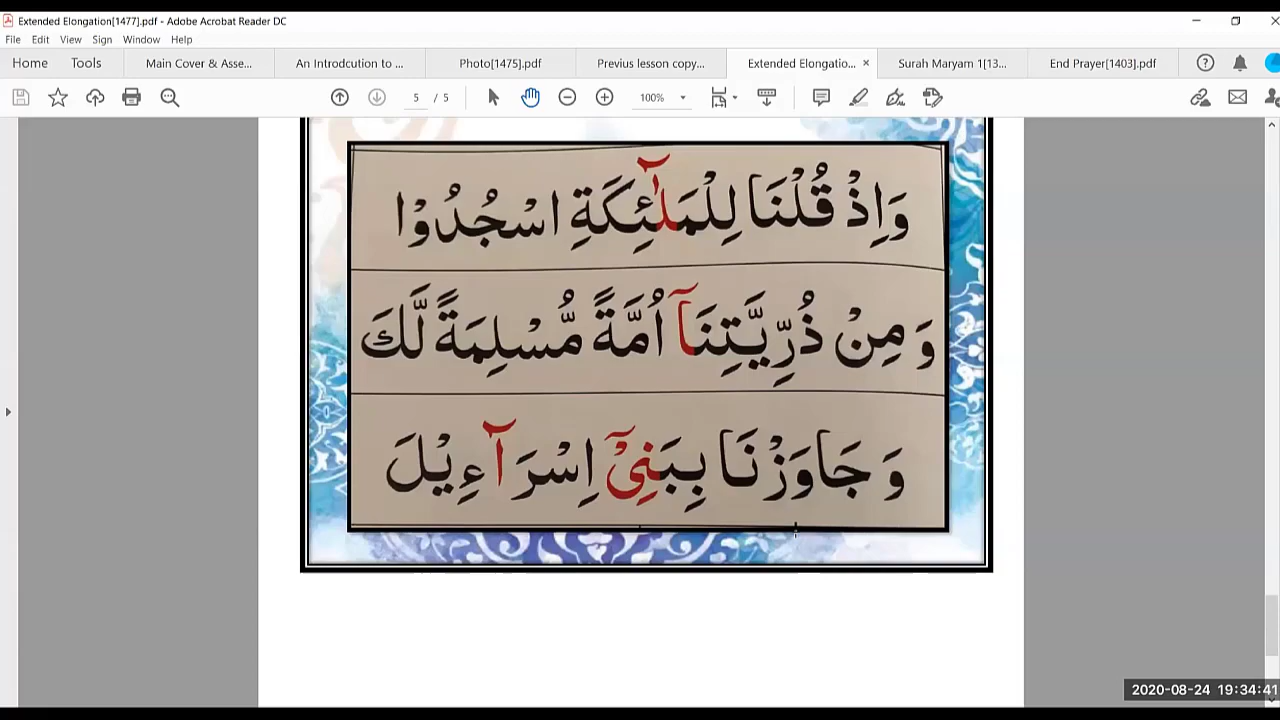 Extended Elongation[1477].pdf - Adobe Acrobat Reader DC
File Edit View Sign Window Help
Home Tools Main Cover & Asse... An Introdcution to ... Photo[1475].pdf Previus lesson copy... Extended Elongatio... × Surah Maryam 1[13... End Prayer[1403].pdf
5 / 5 100%
وَاِذْ قُلْنَا لِلْمَلٰٓئِكَةِ اسْجُدُوْا
وَ مِنْ ذُرِّيَّتِنَآ اُمَّةً مُّسْلِمَةً لَّكَ
وَ جَاوَزْنَا بِبَنِيْٓ اِسْرَآءِيْلَ
2020-08-24 19:34:41